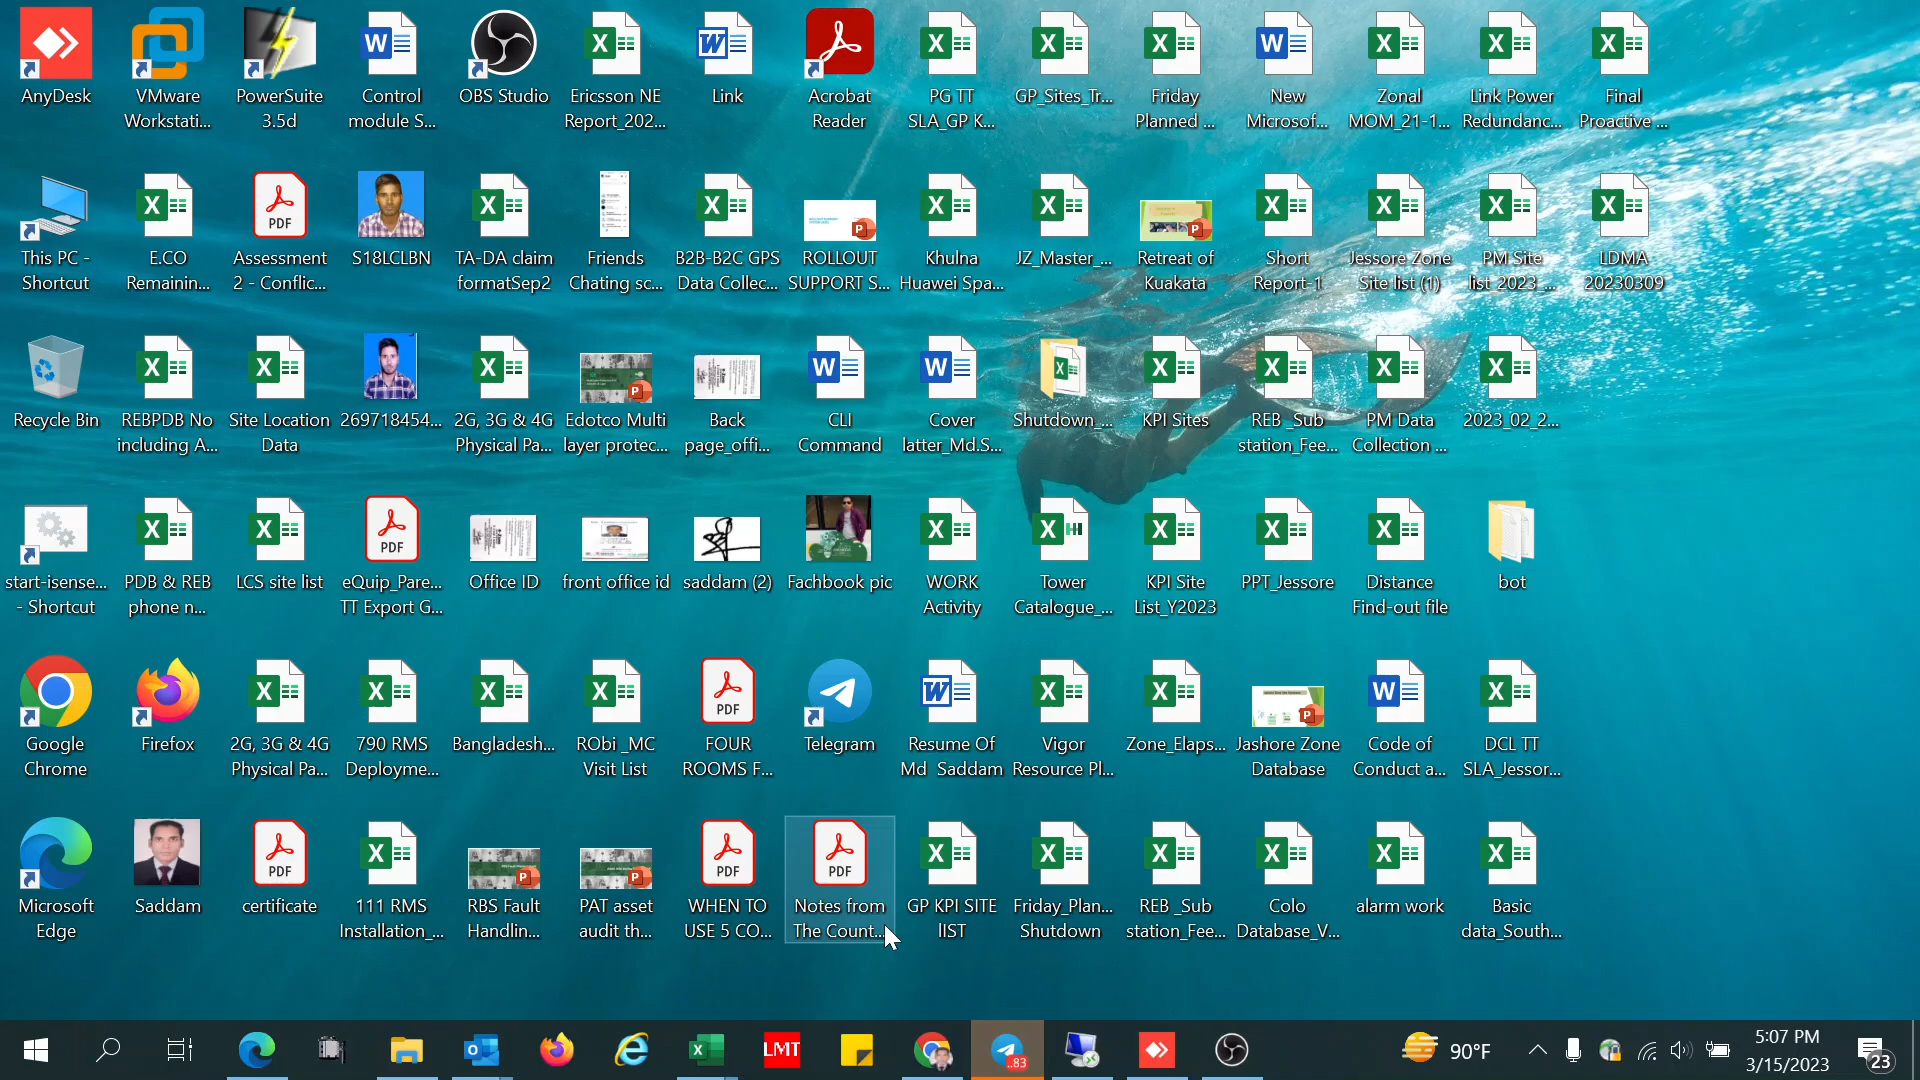 AnyDesk
VMware
Workstati...
PowerSuite
3.5d
Control
module S...
OBS Studio
Ericsson NE
Report_202...
Link
Acrobat
Reader
PG TT
SLA_GP K...
GP_Sites_Tr...
Friday
Planned ...
New
Microsof...
Zonal
MOM_21-1...
Link Power
Redundanc...
Final
Proactive ...
This PC -
Shortcut
E.CO
Remainin...
PDF
Assessment
2 - Conflic...
S18LCLBN
TA-DA claim
formatSep2
Friends
Chating sc...
B2B-B2C GPS
Data Collec...
ROLLOUT
SUPPORT S...
Khulna
Huawei Spa...
JZ_Master_...
Retreat of
Kuakata
Short
Report-1
Jessore Zone
Site list (1)
PM Site
list_2023_...
LDMA
20230309
Recycle Bin
REBPDB No
including A...
Site Location
Data
269718454...
2G, 3G & 4G
Physical Pa...
Edotco Multi
layer protec...
Back
page_offi...
CLI
Command
Cover
latter_Md.S...
Shutdown_...
KPI Sites
REB _Sub
station_Fee...
PM Data
Collection ...
2023_02_2...
start-isense...
- Shortcut
PDB & REB
phone n...
LCS site list
PDF
eQuip_Pare...
TT Export G...
Office ID
front office id
saddam (2)
Fachbook pic
WORK
Activity
Tower
Catalogue_...
KPI Site
List_Y2023
PPT_Jessore
Distance
Find-out file
bot
Google
Chrome
Firefox
2G, 3G & 4G
Physical Pa...
790 RMS
Deployme...
Bangladesh...
RObi _MC
Visit List
PDF
FOUR
ROOMS F...
Telegram
Resume Of
Md Saddam
Vigor
Resource Pl...
Zone_Elaps...
Jashore Zone
Database
Code of
Conduct a...
DCL TT
SLA_Jessor...
Microsoft
Edge
Saddam
PDF
certificate
111 RMS
Installation_...
RBS Fault
Handlin...
PAT asset
audit th...
PDF
WHEN TO
USE 5 CO...
PDF
Notes from
The Count...
GP KPI SITE
lIST
Friday_Plan...
Shutdown
REB _Sub
station_Fee...
Colo
Database_V...
alarm work
Basic
data_South...
LMT
..83
90°F
5:07 PM
3/15/2023
23